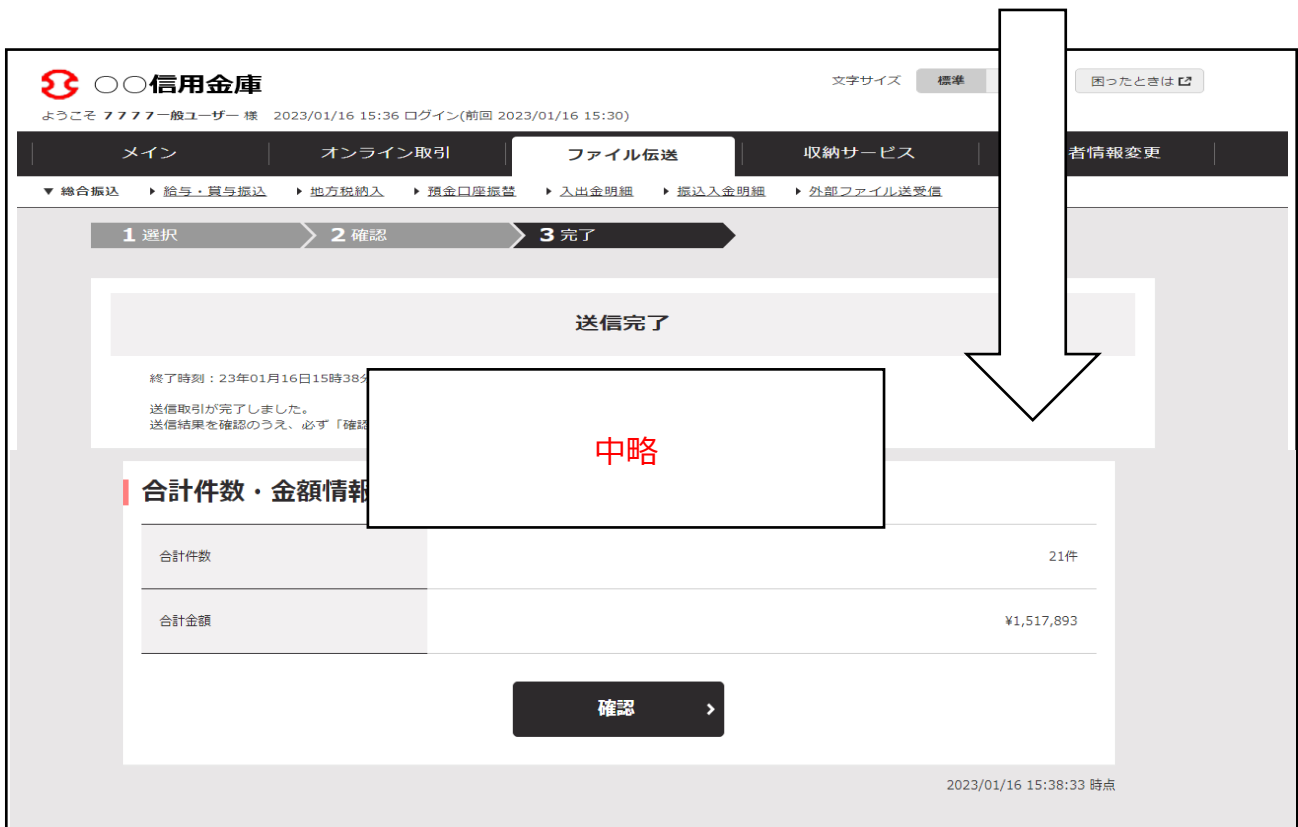 ○○信用金庫
文字サイズ 標準 困ったときは
ようこそ 7777一般ユーザー 様 2023/01/16 15:36 ログイン(前回 2023/01/16 15:30)
メイン オンライン取引 ファイル伝送 収納サービス 者情報変更
▼ 総合振込 ▶ 給与・賞与振込 ▶ 地方税納入 ▶ 預金口座振替 ▶ 入出金明細 ▶ 振込入金明細 ▶ 外部ファイル送受信
1 選択 2 確認 3 完了
送信完了
終了時刻：23年01月16日15時38分
送信取引が完了しました。
送信結果を確認のうえ、必ず「確認
中略
合計件数・金額情報
合計件数 21件
合計金額 ¥1,517,893
確認
2023/01/16 15:38:33 時点